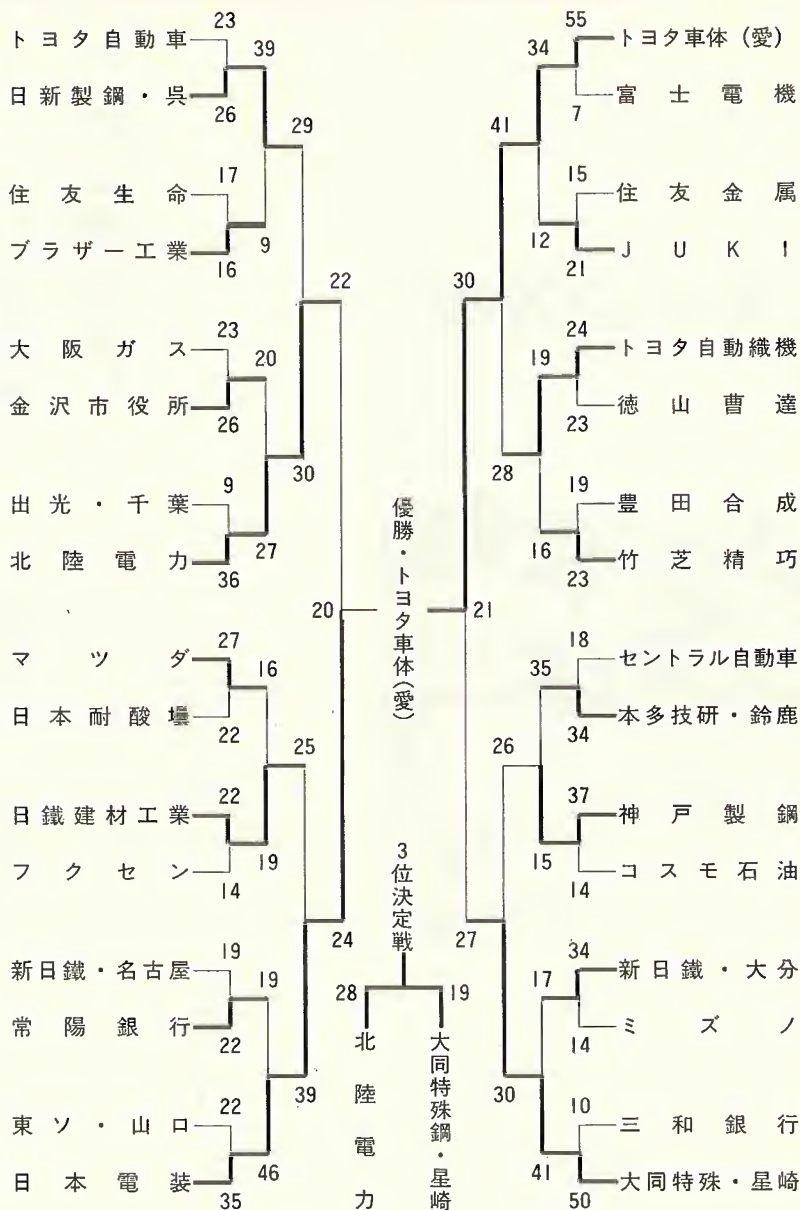 トヨタ自動車 23
日新製鋼・呉 26
39
住友生命 17
ブラザー工業 16
9
29
大阪ガス 23
金沢市役所 26
20
出光・千葉 9
北陸電力 36
27
30
22
マツダ 27
日本耐酸壜 22
16
日鐵建材工業 22
フクセン 14
19
25
新日鐵・名古屋 19
常陽銀行 22
19
東ソ・山口 22
日本電装 35
46
39
24
20
優勝・トヨタ車体(愛)
21
3位決定戦
28 北陸電力
19 大同特殊鋼・星崎
55 トヨタ車体(愛)
7 富士電機
34
15 住友金属
21 JUKI
12
41
24 トヨタ自動織機
23 徳山曹達
19
19 豊田合成
23 竹芝精巧
16
28
30
18 セントラル自動車
34 本多技研・鈴鹿
35
37 神戸製鋼
14 コスモ石油
15
26
34 新日鐵・大分
14 ミズノ
17
10 三和銀行
50 大同特殊・星崎
41
30
27